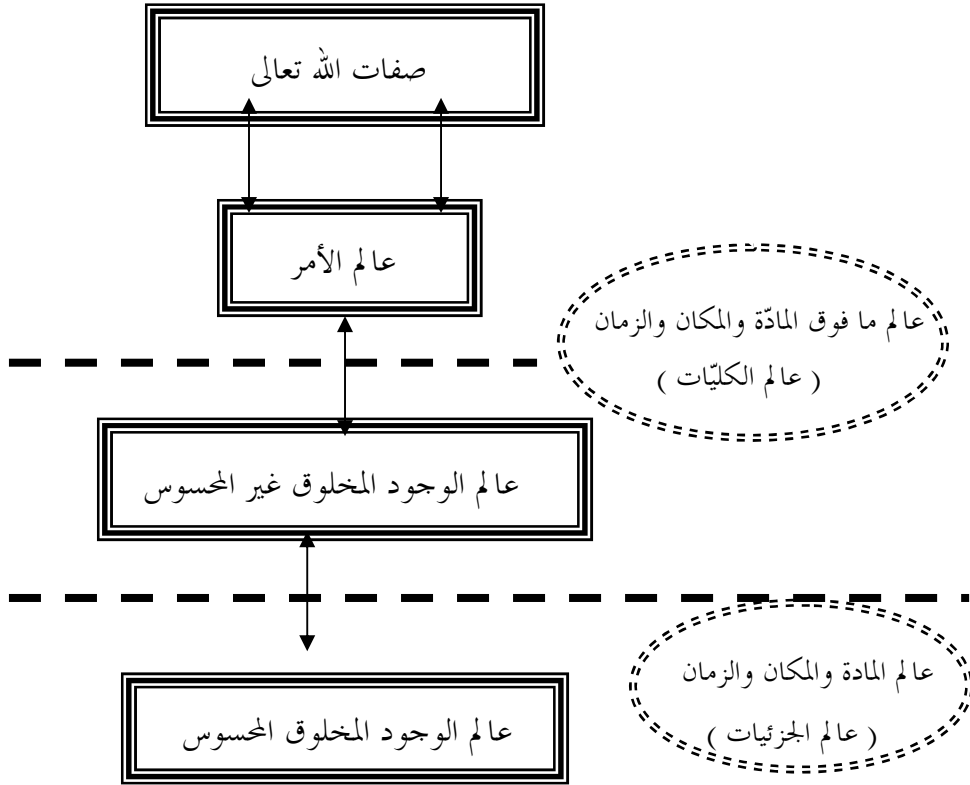 صفات الله تعالى
عالم الأمر
عالم ما فوق المادّة والمكان والزمان
( عالم الكليّات )
عالم الوجود المخلوق غير المحسوس
عالم المادة والمكان والزمان
( عالم الجزئيات )
عالم الوجود المخلوق المحسوس